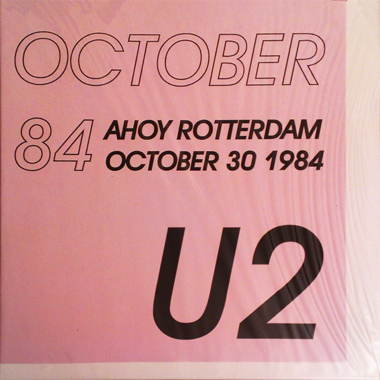 OCTOBER
84 AHOY ROTTERDAM
OCTOBER 30 1984
U2